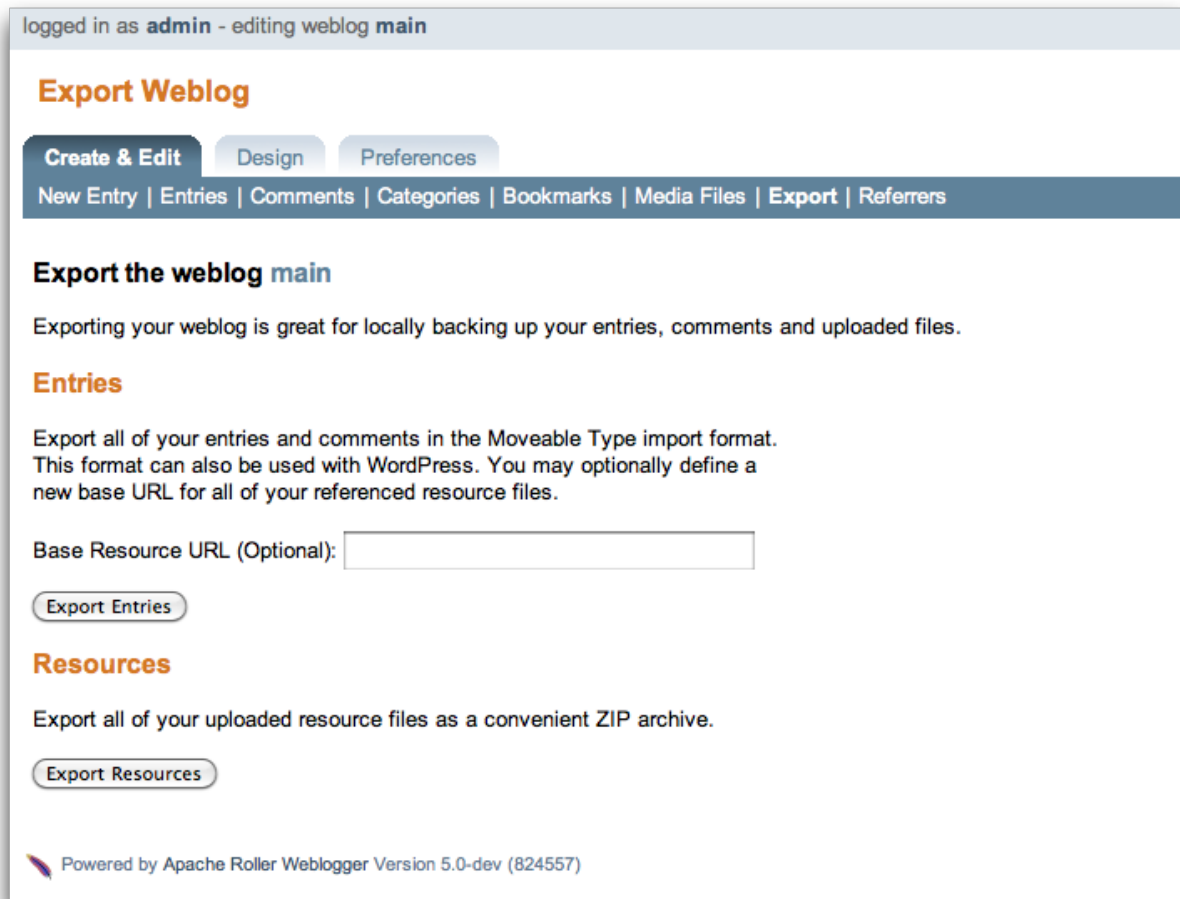 logged in as admin - editing weblog main
Export Weblog
Create & Edit Design Preferences
New Entry | Entries | Comments | Categories | Bookmarks | Media Files | Export | Referrers
Export the weblog main
Exporting your weblog is great for locally backing up your entries, comments and uploaded files.
Entries
Export all of your entries and comments in the Moveable Type import format.
This format can also be used with WordPress. You may optionally define a
new base URL for all of your referenced resource files.
Base Resource URL (Optional):
Export Entries
Resources
Export all of your uploaded resource files as a convenient ZIP archive.
Export Resources
Powered by Apache Roller Weblogger Version 5.0-dev (824557)